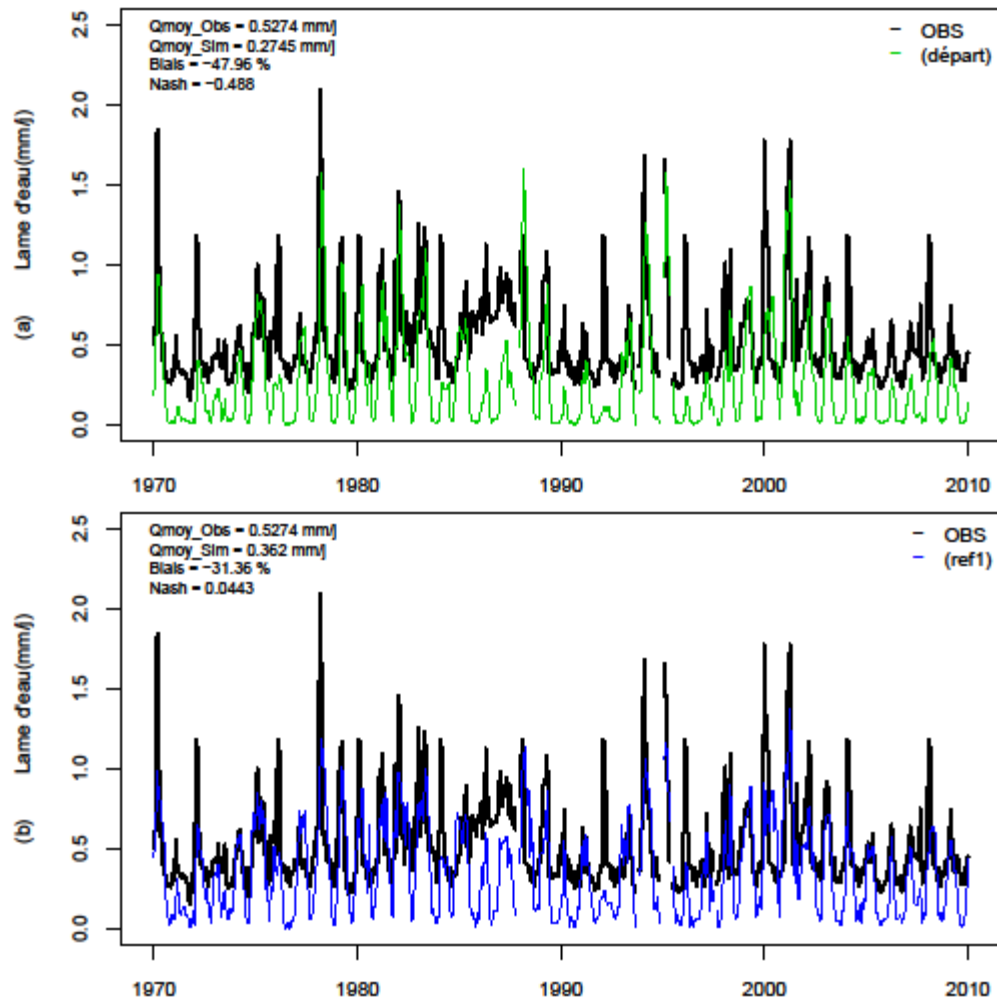 Qmoy_Obs = 0.5274 mm/j
Qmoy_Sim = 0.2745 mm/j
Biais = −47.96 %
Nash = −0.488
OBS
(départ)
2.5
2.0
1.5
1.0
0.5
0.0
Lame d'eau(mm/j)
(a)
1970 1980 1990 2000 2010
Qmoy_Obs = 0.5274 mm/j
Qmoy_Sim = 0.362 mm/j
Biais = −31.36 %
Nash = 0.0443
OBS
(ref1)
2.5
2.0
1.5
1.0
0.5
0.0
Lame d'eau(mm/j)
(b)
1970 1980 1990 2000 2010